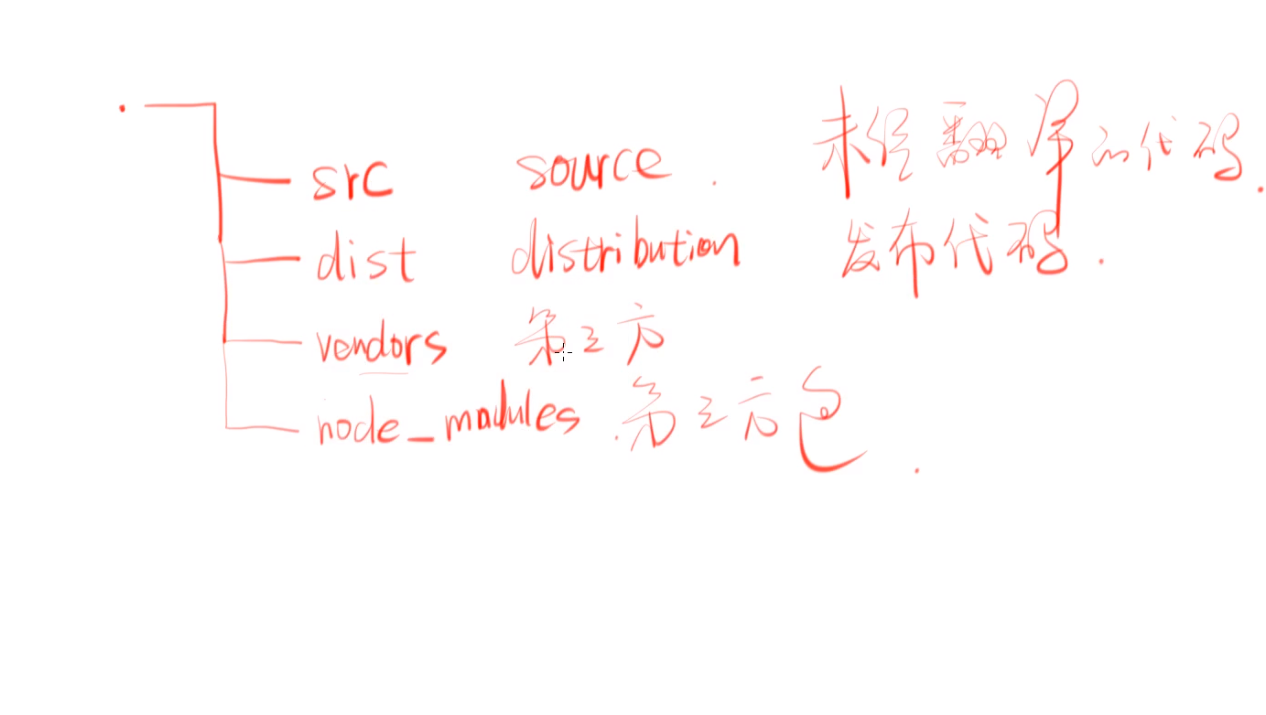 src source . 未经翻译的代码.
dist distribution 发布代码.
vendors 第三方
node_modules . 第三方包 .